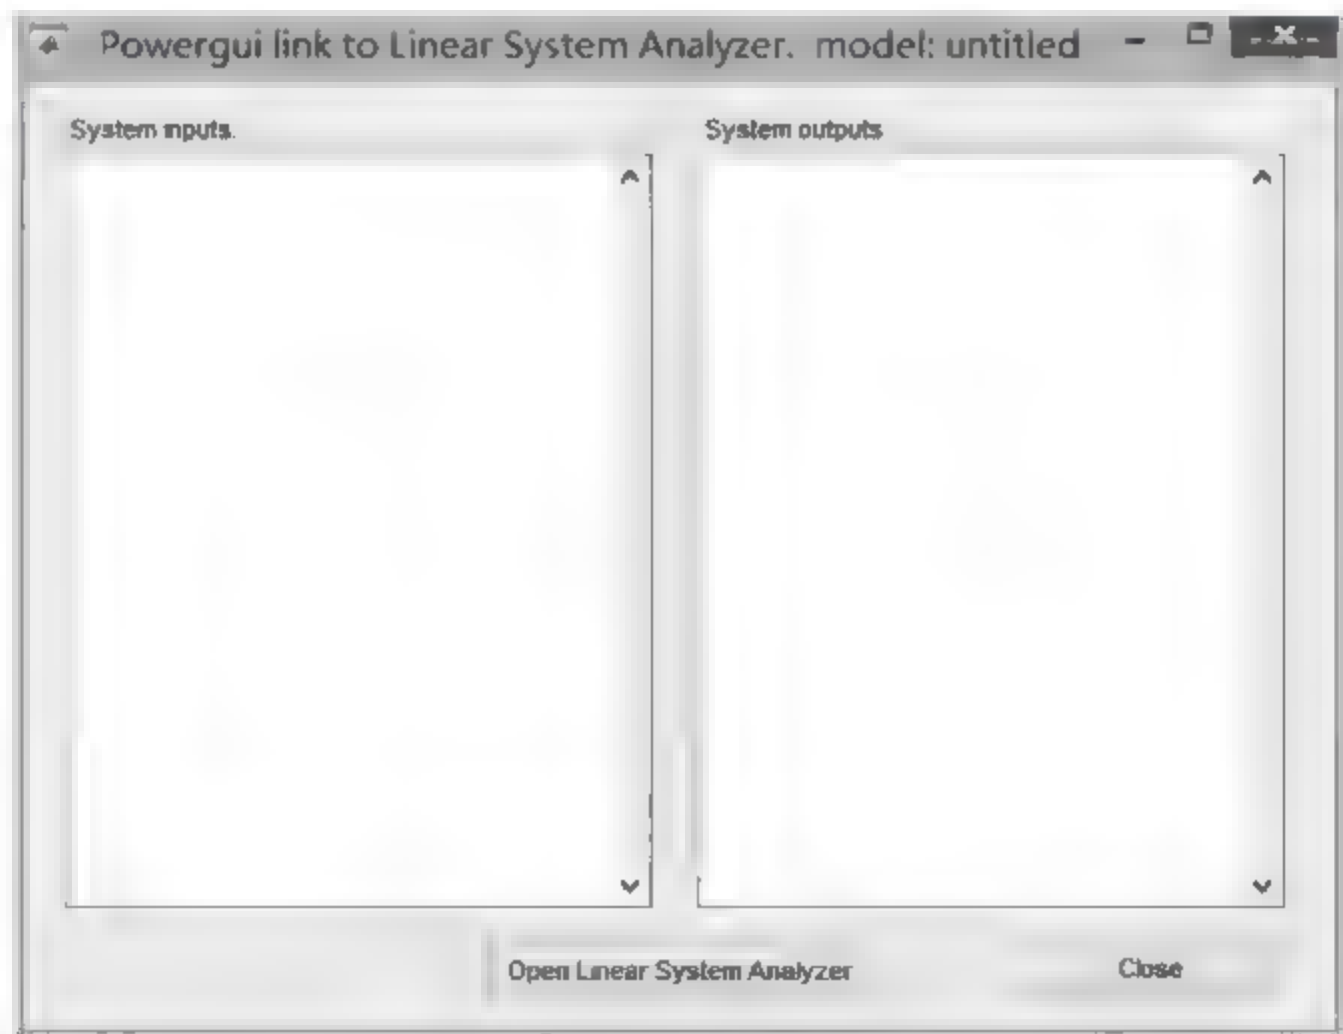 Powergui link to Linear System Analyzer. model: untitled
System inputs.
System outputs
Open Linear System Analyzer
Close